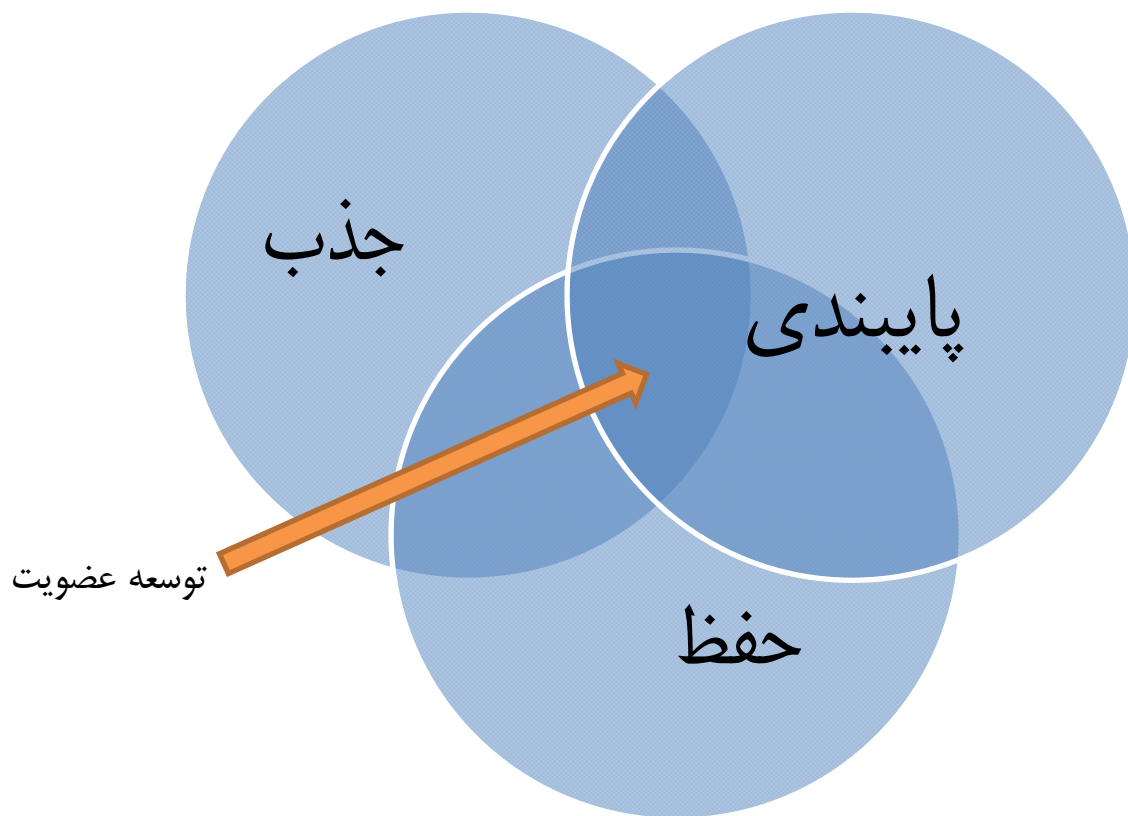 جذب
پایبندی
توسعه عضویت
حفظ